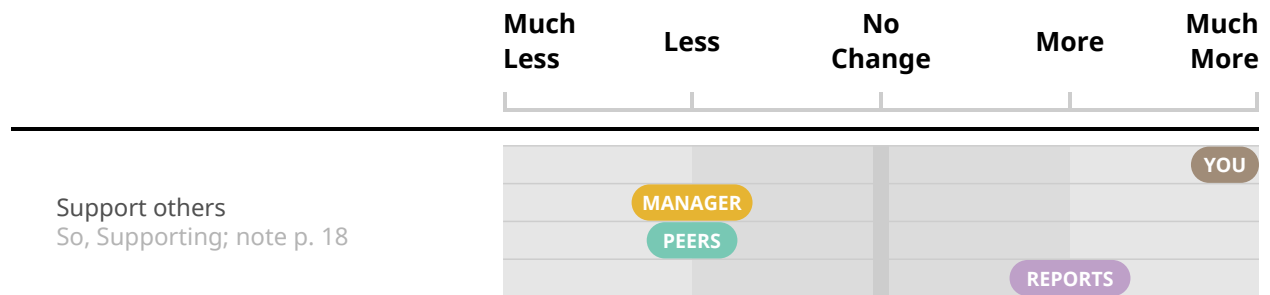 Much Less
Less
No Change
More
Much More
YOU
MANAGER
Support others
So, Supporting; note p. 18
PEERS
REPORTS